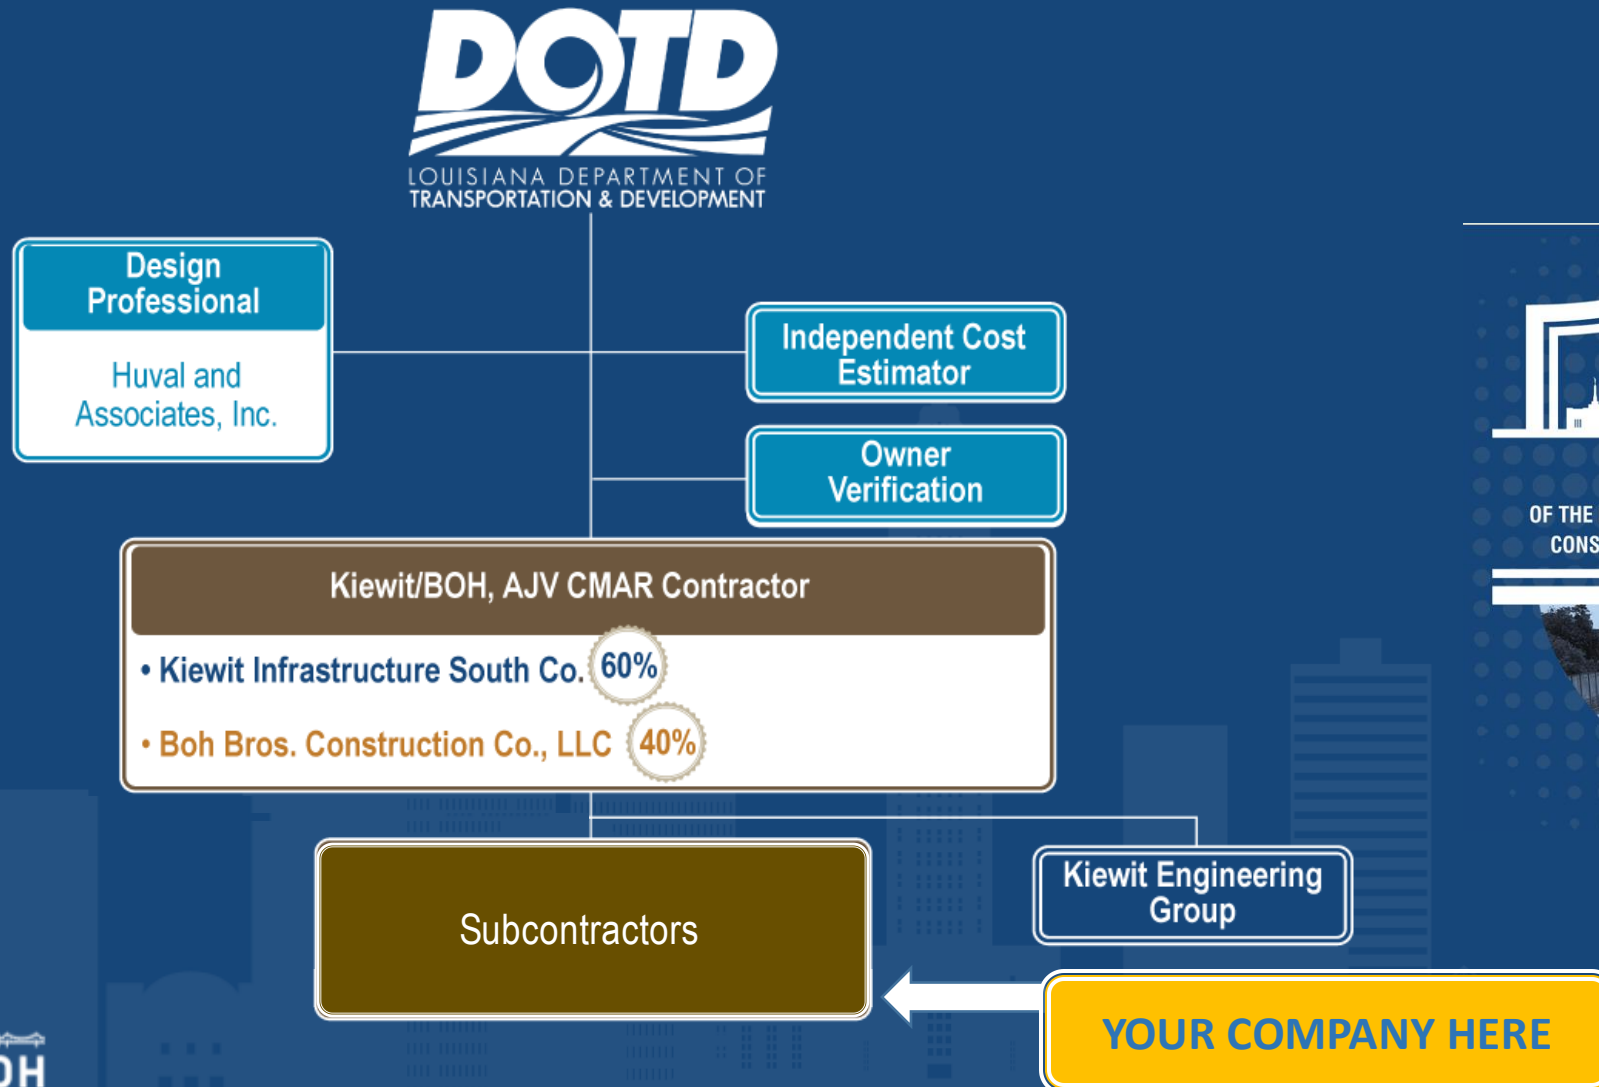 DOTD
LOUISIANA DEPARTMENT OF
TRANSPORTATION & DEVELOPMENT
Design
Professional
Huval and
Associates, Inc.
Independent Cost
Estimator
Owner
Verification
Kiewit/BOH, AJV CMAR Contractor
• Kiewit Infrastructure South Co. 60%
• Boh Bros. Construction Co., LLC 40%
Subcontractors
Kiewit Engineering
Group
YOUR COMPANY HERE
OF THE